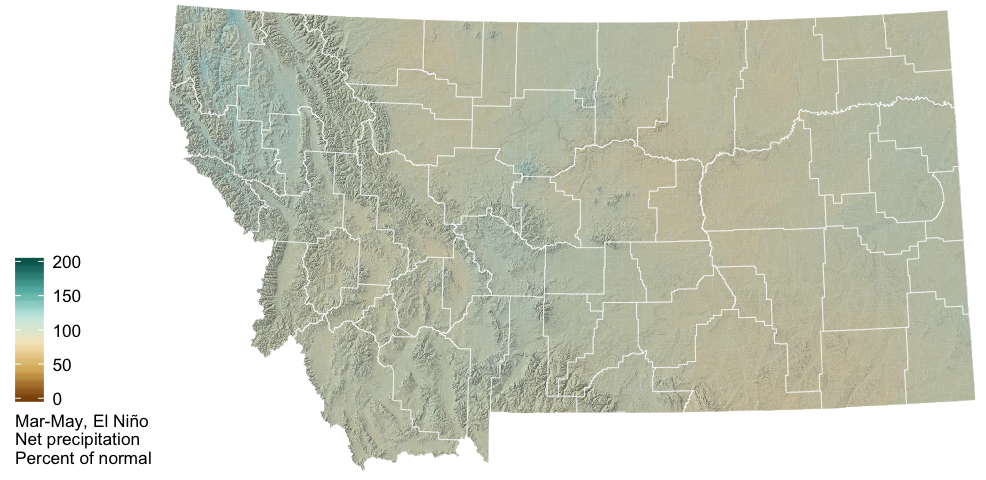 200
150
100
50
0
Mar-May, El Niño
Net precipitation
Percent of normal